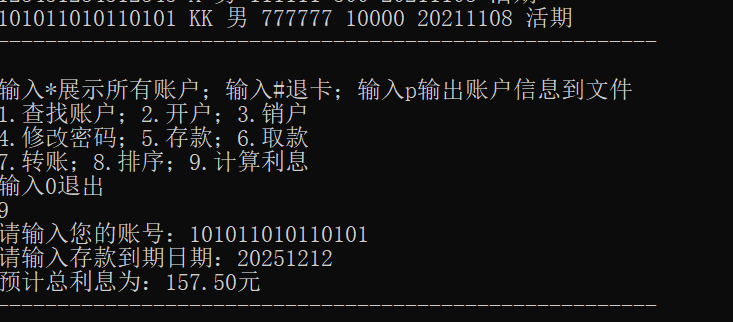 101011010110101 KK 男 777777 10000 20211108 活期
-------------------------------------------------------
输入*展示所有账户；输入#退卡；输入p输出账户信息到文件
1.查找账户；2.开户；3.销户
4.修改密码；5.存款；6.取款
7.转账；8.排序；9.计算利息
输入0退出
9
请输入您的账号：101011010110101
请输入存款到期日期：20251212
预计总利息为：157.50元
-------------------------------------------------------